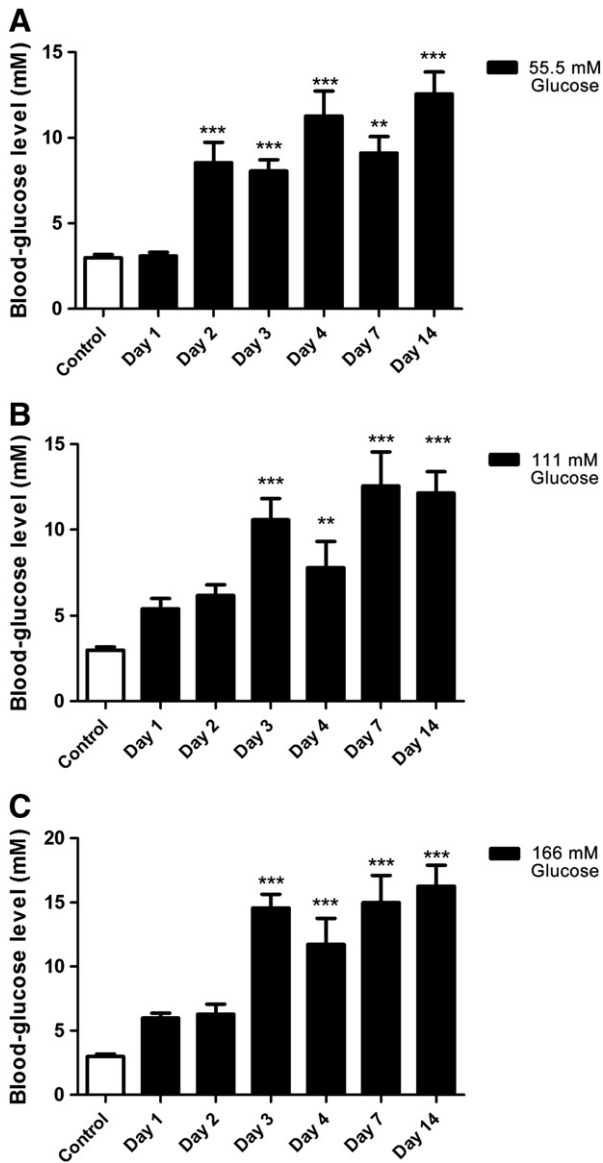 A
Blood-glucose level (mM)
15
10
5
0
***
***
***
**
***
Control
Day 1
Day 2
Day 3
Day 4
Day 7
Day 14
55.5 mM
Glucose
B
Blood-glucose level (mM)
15
10
5
0
***
**
***
***
Control
Day 1
Day 2
Day 3
Day 4
Day 7
Day 14
111 mM
Glucose
C
Blood-glucose level (mM)
20
15
10
5
0
***
***
***
***
Control
Day 1
Day 2
Day 3
Day 4
Day 7
Day 14
166 mM
Glucose